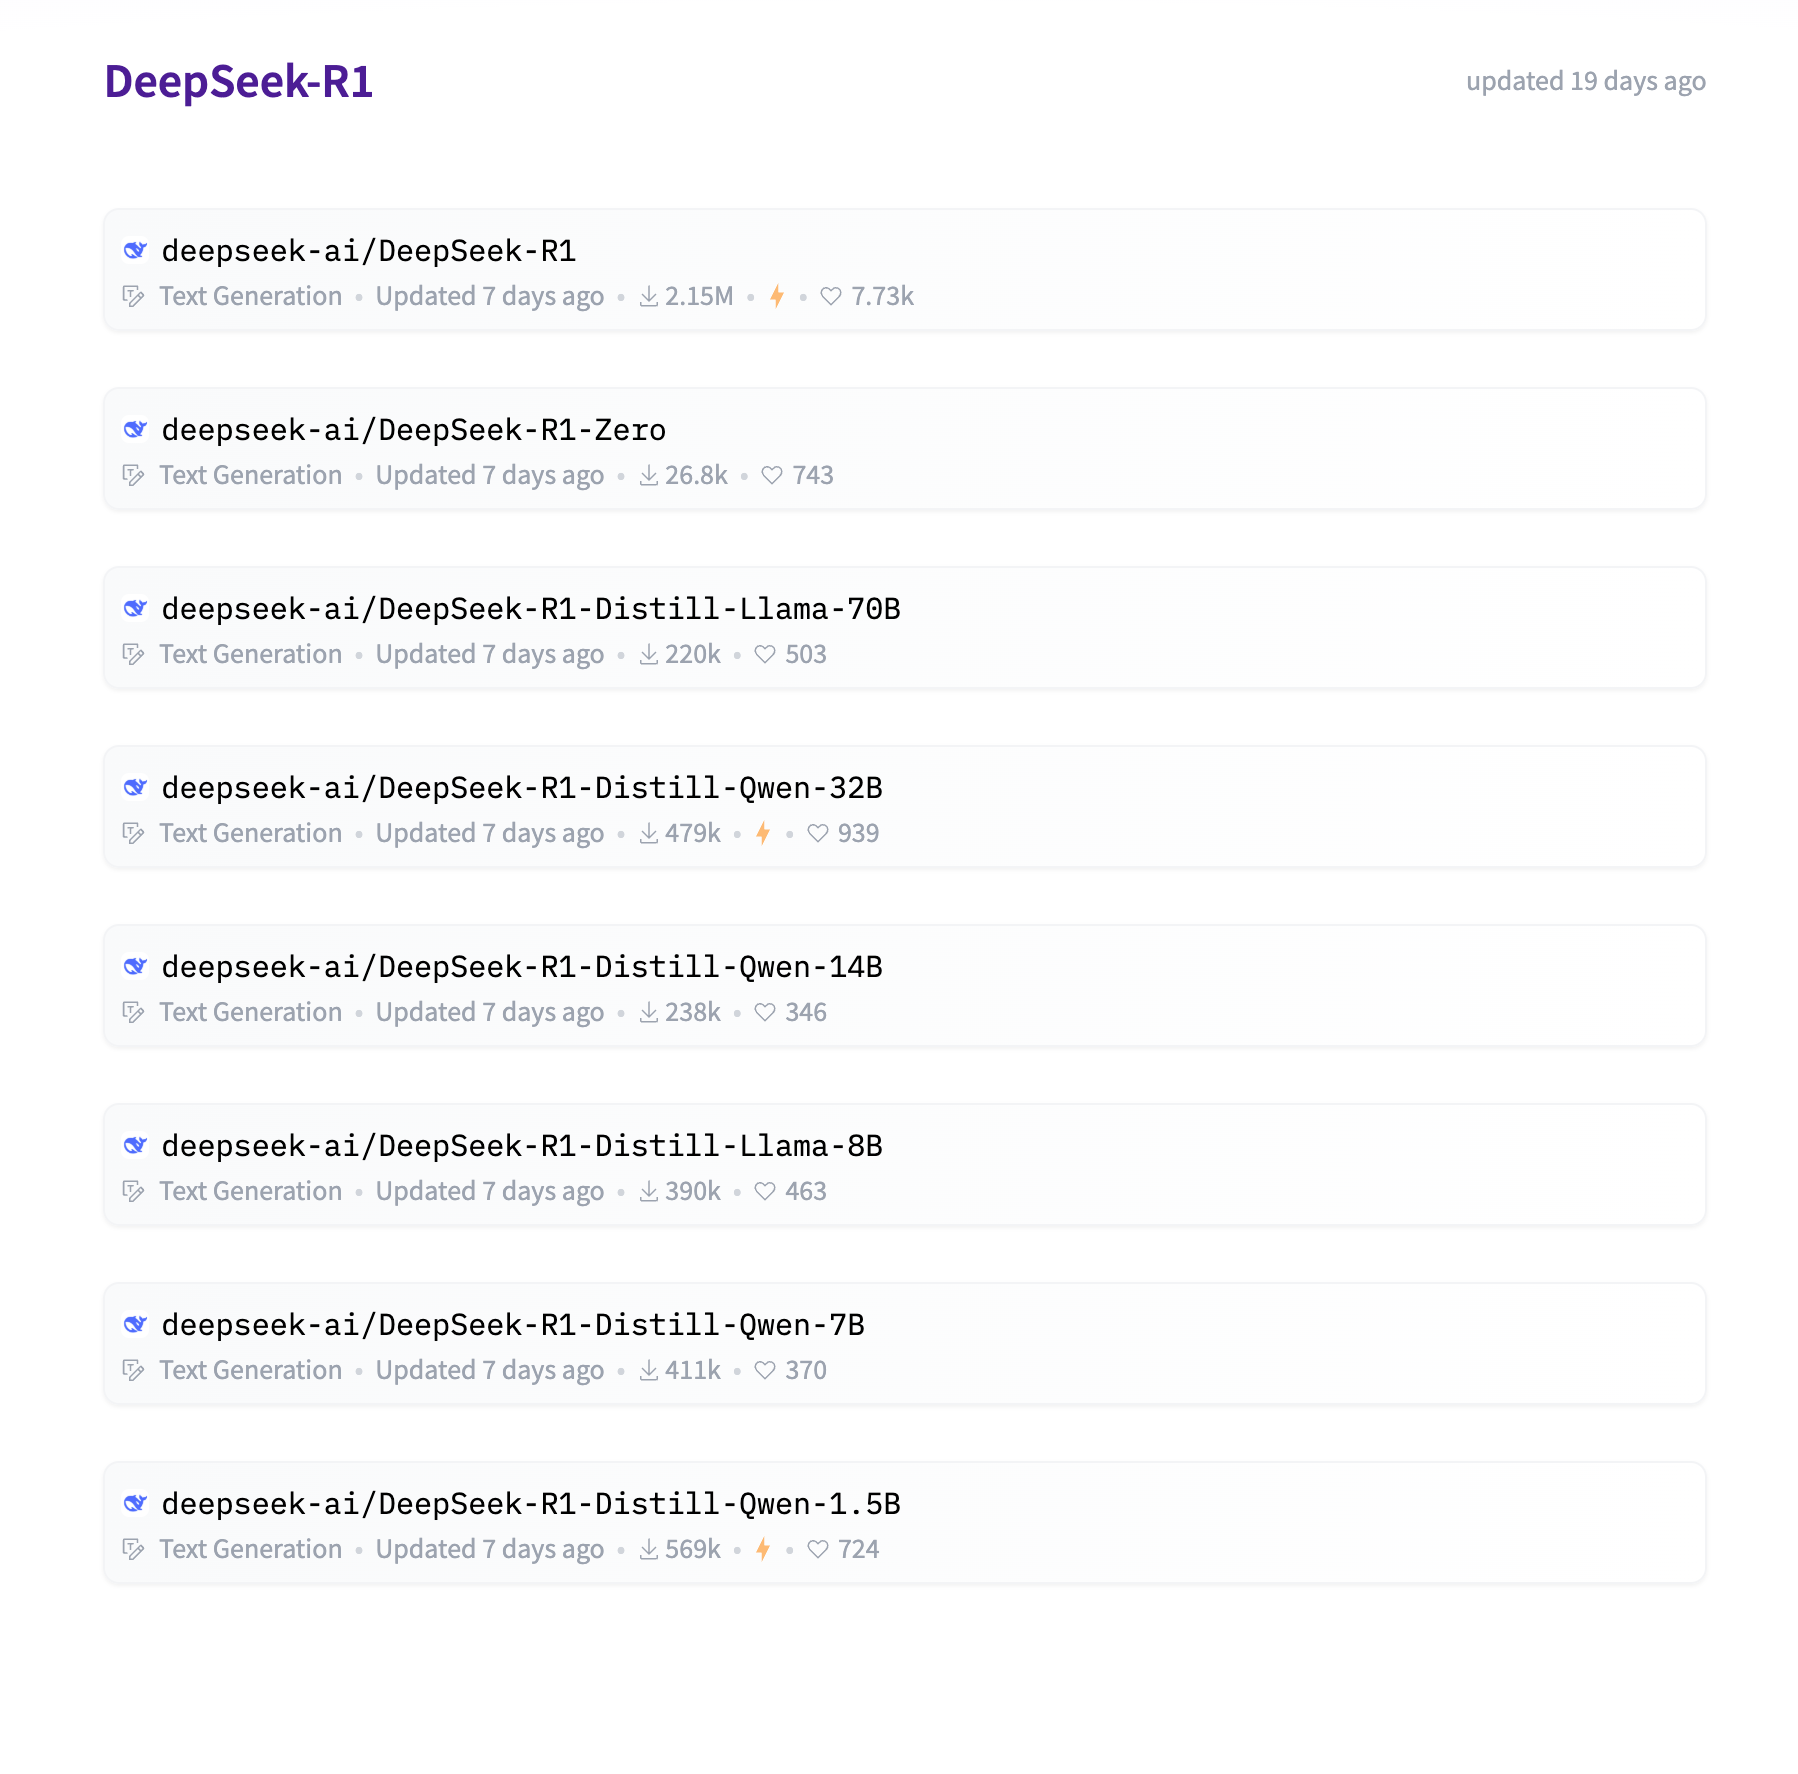 DeepSeek-R1
updated 19 days ago
deepseek-ai/DeepSeek-R1
Text Generation • Updated 7 days ago • 2.15M • • 7.73k
deepseek-ai/DeepSeek-R1-Zero
Text Generation • Updated 7 days ago • 26.8k • 743
deepseek-ai/DeepSeek-R1-Distill-Llama-70B
Text Generation • Updated 7 days ago • 220k • 503
deepseek-ai/DeepSeek-R1-Distill-Qwen-32B
Text Generation • Updated 7 days ago • 479k • • 939
deepseek-ai/DeepSeek-R1-Distill-Qwen-14B
Text Generation • Updated 7 days ago • 238k • 346
deepseek-ai/DeepSeek-R1-Distill-Llama-8B
Text Generation • Updated 7 days ago • 390k • 463
deepseek-ai/DeepSeek-R1-Distill-Qwen-7B
Text Generation • Updated 7 days ago • 411k • 370
deepseek-ai/DeepSeek-R1-Distill-Qwen-1.5B
Text Generation • Updated 7 days ago • 569k • • 724